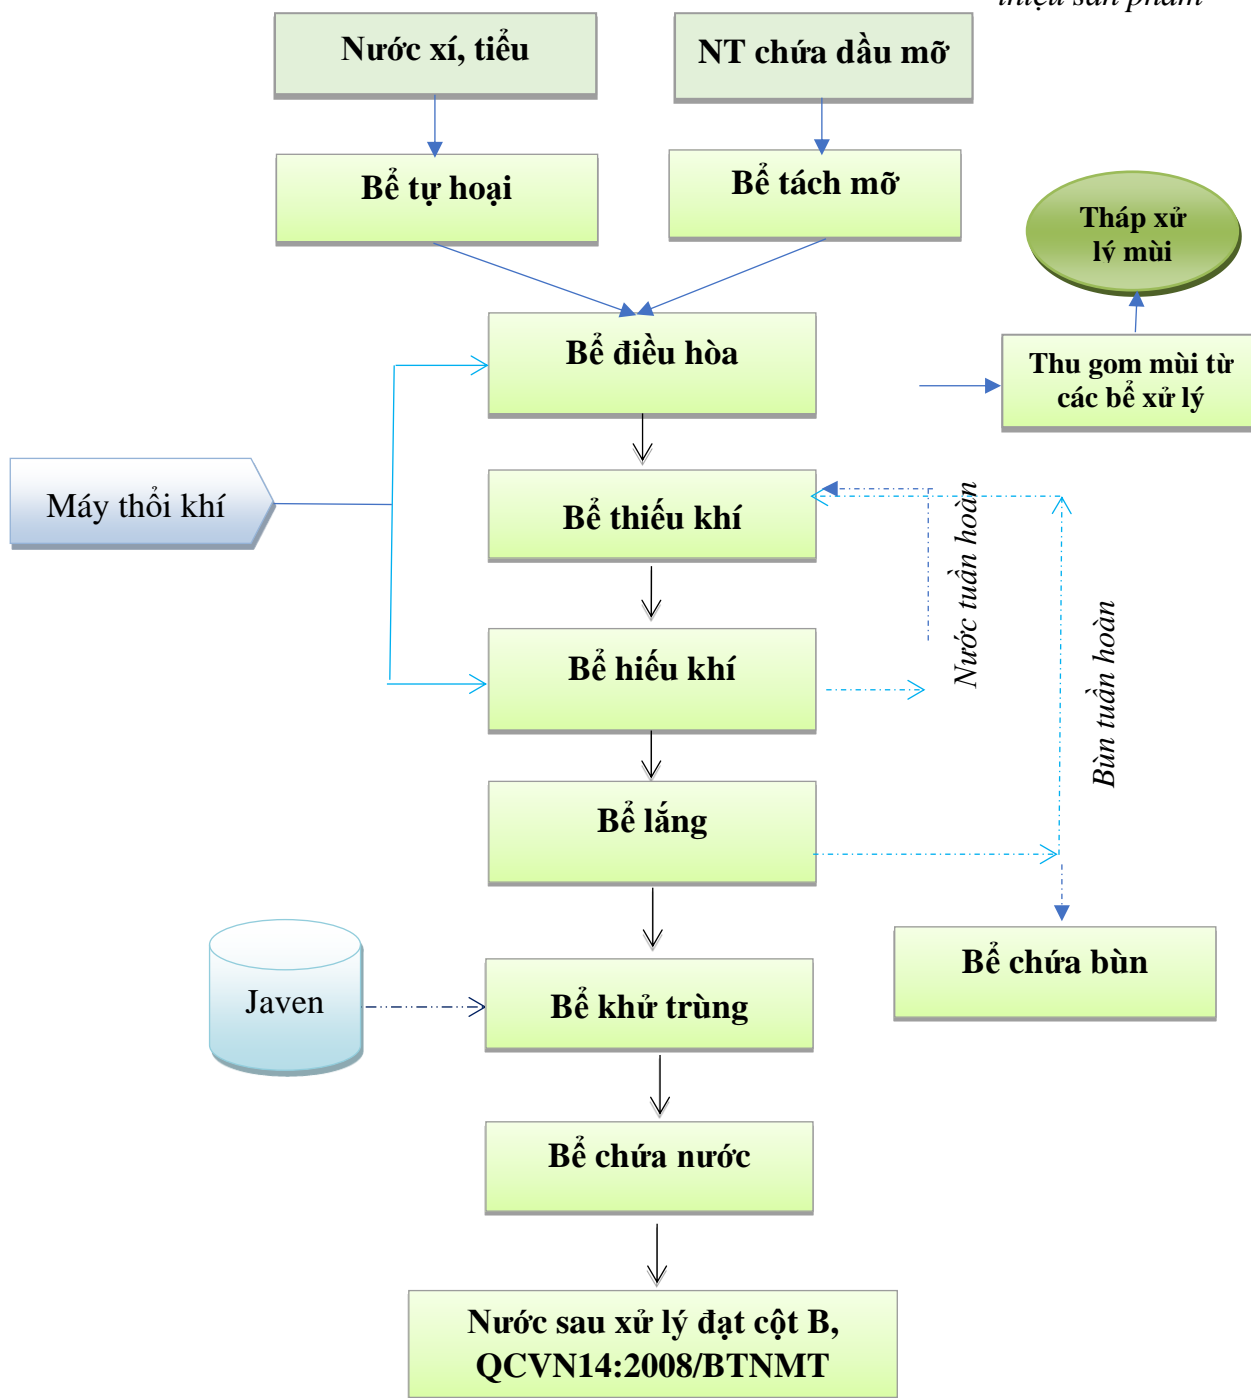 thiệu sản phẩm
Nước xí, tiểu
NT chứa dầu mỡ
Bể tự hoại
Bể tách mỡ
Tháp xử
lý mùi
Bể điều hòa
Thu gom mùi từ
các bể xử lý
Máy thổi khí
Bể thiếu khí
Nước tuần hoàn
Bể hiếu khí
Bùn tuần hoàn
Bể lắng
Bể chứa bùn
Javen
Bể khử trùng
Bể chứa nước
Nước sau xử lý đạt cột B,
QCVN14:2008/BTNMT